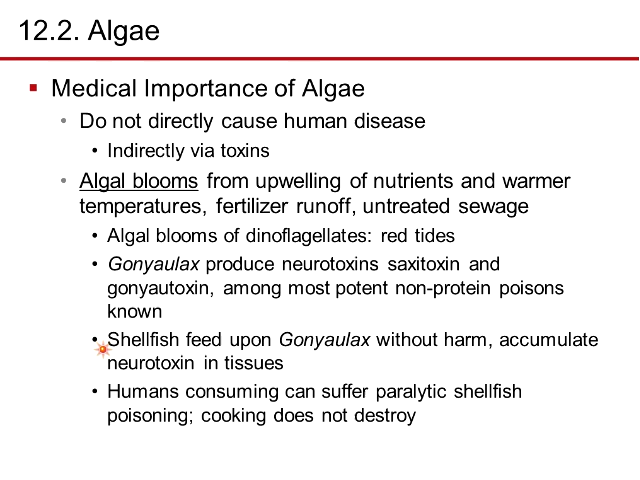 12.2. Algae
Medical Importance of Algae
Do not directly cause human disease
Indirectly via toxins
Algal blooms from upwelling of nutrients and warmer
temperatures, fertilizer runoff, untreated sewage
Algal blooms of dinoflagellates: red tides
Gonyaulax produce neurotoxins saxitoxin and
gonyautoxin, among most potent non-protein poisons
known
Shellfish feed upon Gonyaulax without harm, accumulate
neurotoxin in tissues
Humans consuming can suffer paralytic shellfish
poisoning; cooking does not destroy